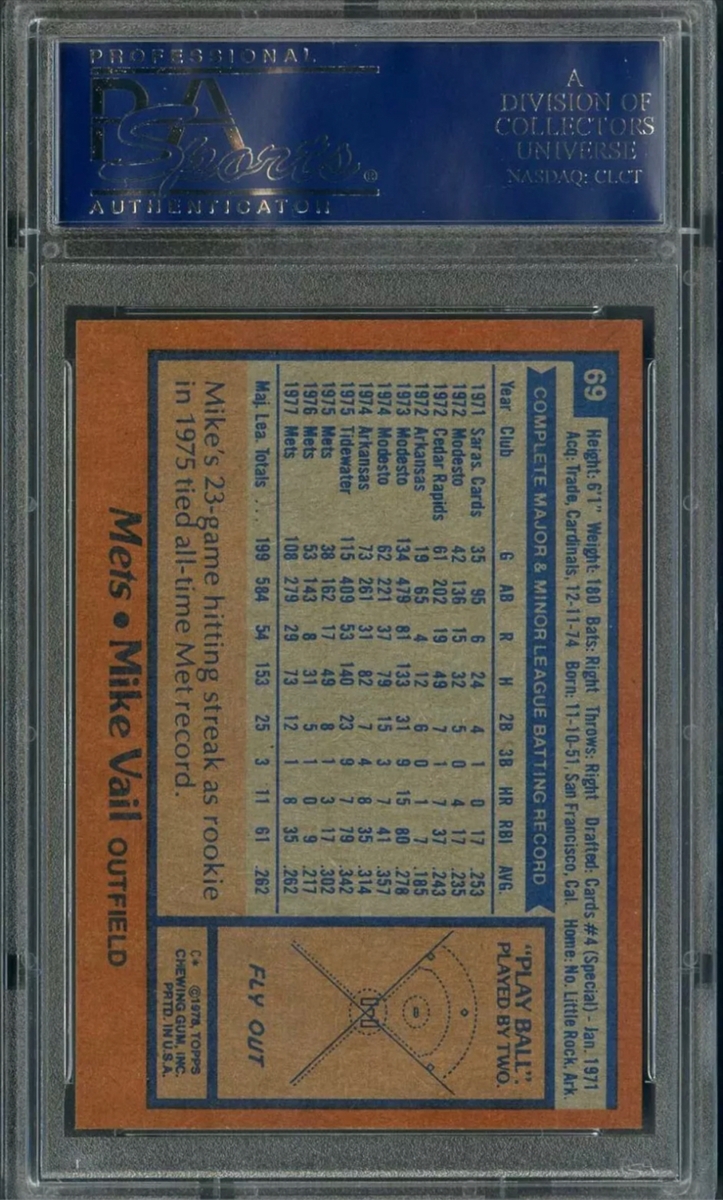 PROFESSIONAL
PSA
Sports®
AUTHENTICATOR
A
DIVISION OF
COLLECTORS
UNIVERSE
NASDAQ: CLCT
69
Height: 6'1" Weight: 180 Bats: Right Throws: Right Drafted: Cards #4 (Special) - Jan. 1971
Acq: Trade, Cardinals, 12-11-74 Born: 11-10-51, San Francisco, Cal. Home: No. Little Rock, Ark.
COMPLETE MAJOR & MINOR LEAGUE BATTING RECORD
Year Club G AB R H 2B 3B HR RBI AVG.
1971 Saras. Cards 35 95 6 24 4 1 0 17 .253
1972 Modesto 42 136 15 32 5 0 4 17 .235
1972 Cedar Rapids 61 202 19 49 7 1 7 37 .243
1972 Arkansas 19 65 4 12 6 0 1 7 .185
1973 Modesto 134 479 81 133 31 9 15 80 .278
1974 Modesto 62 221 37 79 15 3 7 41 .357
1974 Arkansas 73 261 31 82 7 4 8 35 .314
1975 Tidewater 115 409 53 140 23 9 7 79 .342
1975 Mets 38 162 17 49 8 1 3 17 .302
1976 Mets 53 143 8 31 5 1 0 9 .217
1977 Mets 108 279 29 73 12 1 8 35 .262
Maj. Lea. Totals ... 199 584 54 153 25 3 11 61 .262
Mike's 23-game hitting streak as rookie
in 1975 tied all-time Met record.
"PLAY BALL".
PLAYED BY TWO.
FLY OUT
C* ©1978, TOPPS
CHEWING GUM, INC.
PRTD. IN U.S.A.
Mets • Mike Vail OUTFIELD